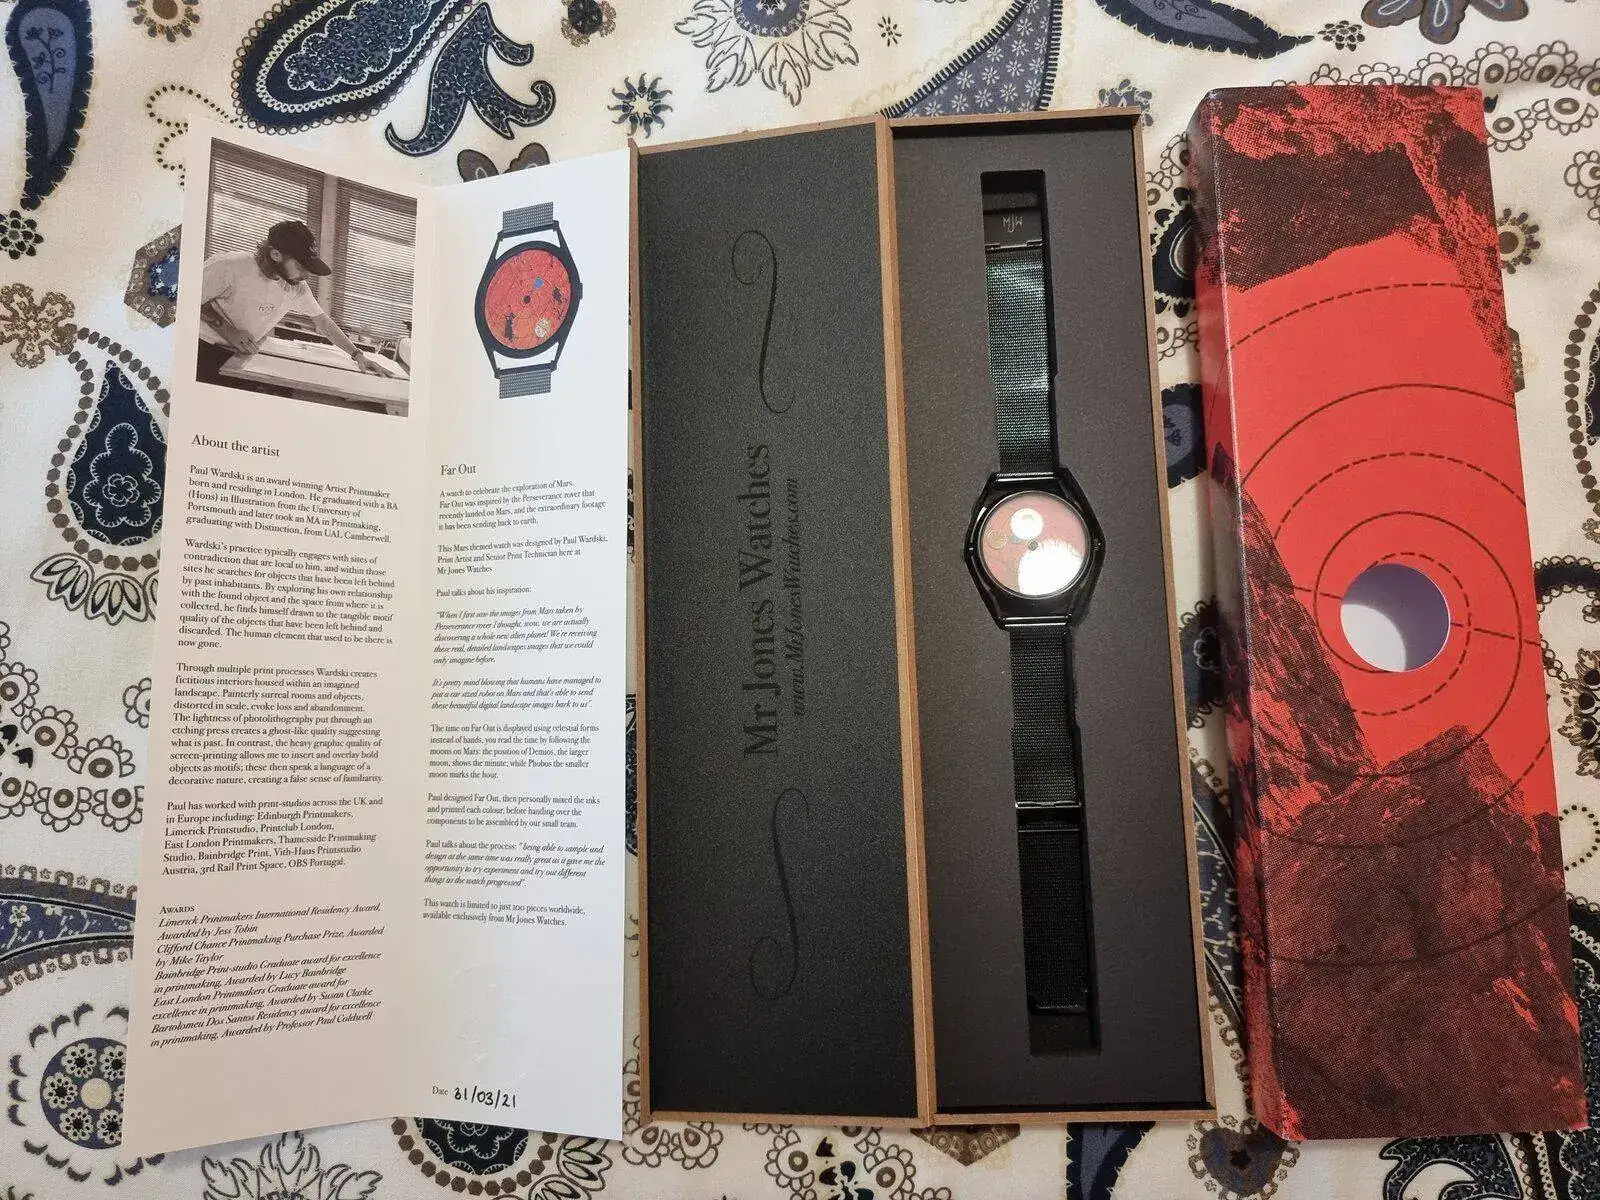 About the artist
Paul Wardski is an award winning Artist Printmaker
born and residing in London. He graduated with a BA
(Hons) in Illustration from the University of
Portsmouth and later took an MA in Printmaking,
graduating with Distinction, from UAL Camberwell.
Wardski's practice typically engages with sites of
contradiction that are local to him, and within those
sites he searches for objects that have been left behind
by past inhabitants. By exploring his own relationship
with the found object and the space from where it is
collected, he finds himself drawn to the tangible motif
quality of the objects that have been left behind and
discarded. The human element that used to be there is
now gone.
Through multiple print processes Wardski creates
fictitious interiors housed within an imagined
landscape. Painterly surreal rooms and objects,
distorted in scale, evoke loss and abandonment.
The lightness of photolithography put through an
etching press creates a ghost-like quality suggesting
what is past. In contrast, the heavy graphic quality of
screen-printing allows me to insert and overlay bold
objects as motifs; these then speak a language of a
decorative nature, creating a false sense of familiarity.
Paul has worked with print-studios across the UK and
in Europe including: Edinburgh Printmakers,
Limerick Printstudio, Printclub London,
East London Printmakers, Thamesside Printmaking
Studio, Bainbridge Print, Vith-Haus Printstudio
Austria, 3rd Rail Print Space, OBS Portugal.
AWARDS
Limerick Printmakers International Residency Award,
Awarded by Jess Tobin
Clifford Chance Printmaking Purchase Prize, Awarded
by Mike Taylor
Bainbridge Print-studio Graduate award for excellence
in printmaking, Awarded by Lucy Bainbridge
East London Printmakers Graduate award for
excellence in printmaking, Awarded by Susan Clarke
Bartolomeu Dos Santos Residency award for excellence
in printmaking, Awarded by Professor Paul Coldwell
Far Out
A watch to celebrate the exploration of Mars.
Far Out was inspired by the Perseverance rover that
recently landed on Mars, and the extraordinary footage
it has been sending back to earth.
This Mars themed watch was designed by Paul Wardski,
Print Artist and Senior Print Technician here at
Mr Jones Watches
Paul talks about his inspiration:
"When I first saw the images from Mars taken by
Perseverance rover I thought, wow, we are actually
discovering a whole new alien planet! We're receiving
these real, detailed landscapes images that we could
only imagine before.
It's pretty mind blowing that humans have managed to
put a car sized robot on Mars and that's able to send
these beautiful digital landscape images back to us".
The time on Far Out is displayed using celestial forms
instead of hands, you read the time by following the
moons on Mars: the position of Demios, the larger
moon, shows the minute; while Phobos the smaller
moon marks the hour.
Paul designed Far Out, then personally mixed the inks
and printed each colour, before handing over the
components to be assembled by our small team.
Paul talks about the process: "being able to sample and
design at the same time was really great as it gave me the
opportunity to try experiment and try out different
things as the watch progressed".
This watch is limited to just 100 pieces worldwide,
available exclusively from Mr Jones Watches.
Date 31/03/21
Mr Jones Watches
www.MrJonesWatches.com
MJW